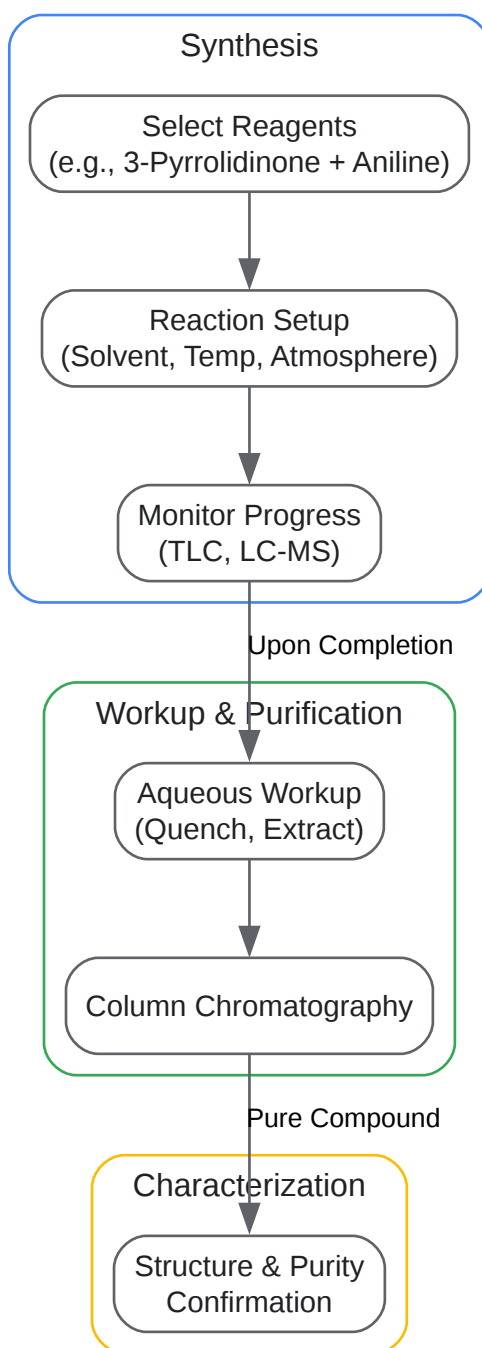 Synthesis
Select Reagents
(e.g., 3-Pyrrolidinone + Aniline)
Reaction Setup
(Solvent, Temp, Atmosphere)
Monitor Progress
(TLC, LC-MS)
Upon Completion
Workup & Purification
Aqueous Workup
(Quench, Extract)
Column Chromatography
Pure Compound
Characterization
Structure & Purity
Confirmation